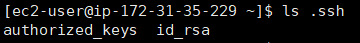 [ec2-user@ip-172-31-35-229 ~]$ ls .ssh
authorized_keys  id_rsa